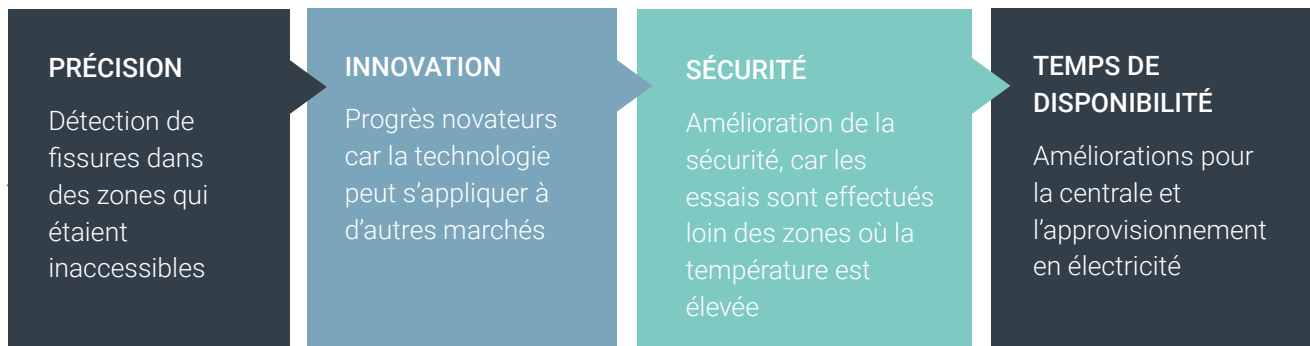 PRÉCISION
Détection de
fissures dans
des zones qui
étaient
inaccessibles
INNOVATION
Progrès novateurs
car la technologie
peut s’appliquer à
d’autres marchés
SÉCURITÉ
Amélioration de la
sécurité, car les
essais sont effectués
loin des zones où la
température est
élevée
TEMPS DE
DISPONIBILITÉ
Améliorations pour
la centrale et
l’approvisionnement
en électricité